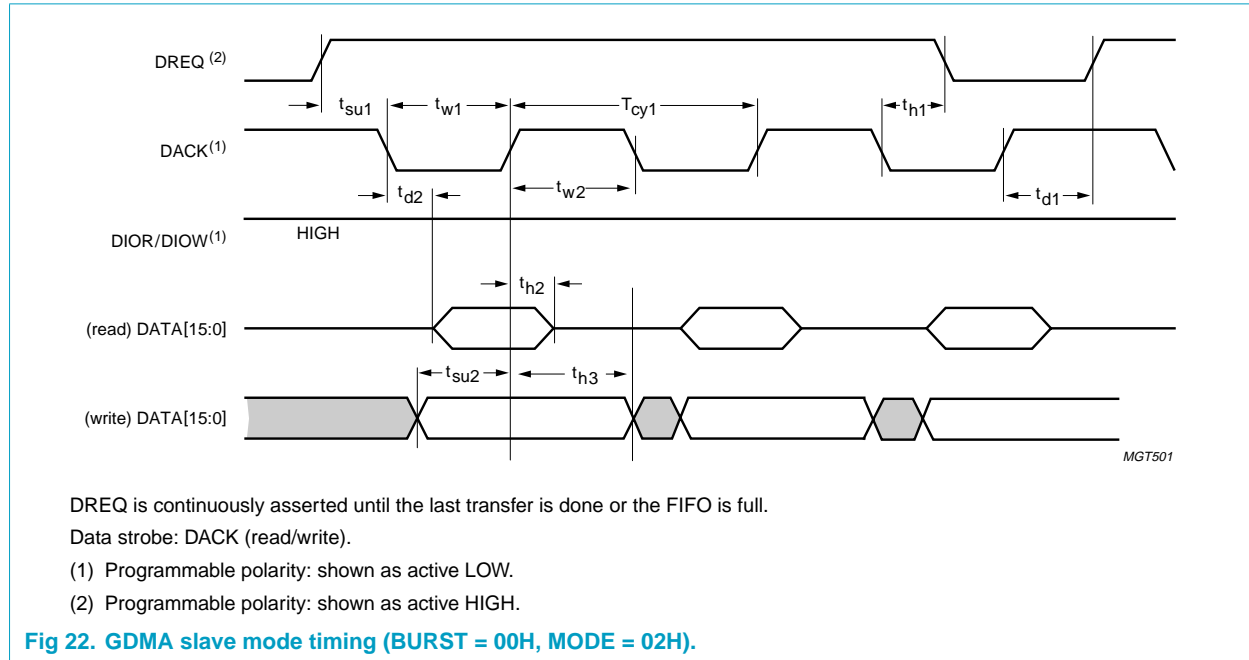 DREQ (2)
tsu1
tw1
Tcy1
th1
DACK(1)
td2
tw2
td1
DIOR/DIOW(1)
HIGH
th2
(read) DATA[15:0]
tsu2
th3
(write) DATA[15:0]
MGT501
DREQ is continuously asserted until the last transfer is done or the FIFO is full.
Data strobe: DACK (read/write).
(1) Programmable polarity: shown as active LOW.
(2) Programmable polarity: shown as active HIGH.
Fig 22. GDMA slave mode timing (BURST = 00H, MODE = 02H).